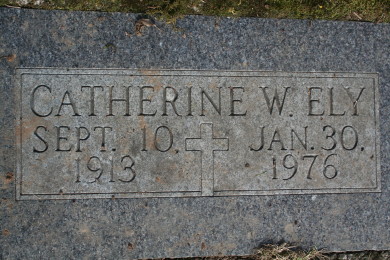 CATHERINE W. ELY
SEPT. 10. JAN. 30.
1913 1976